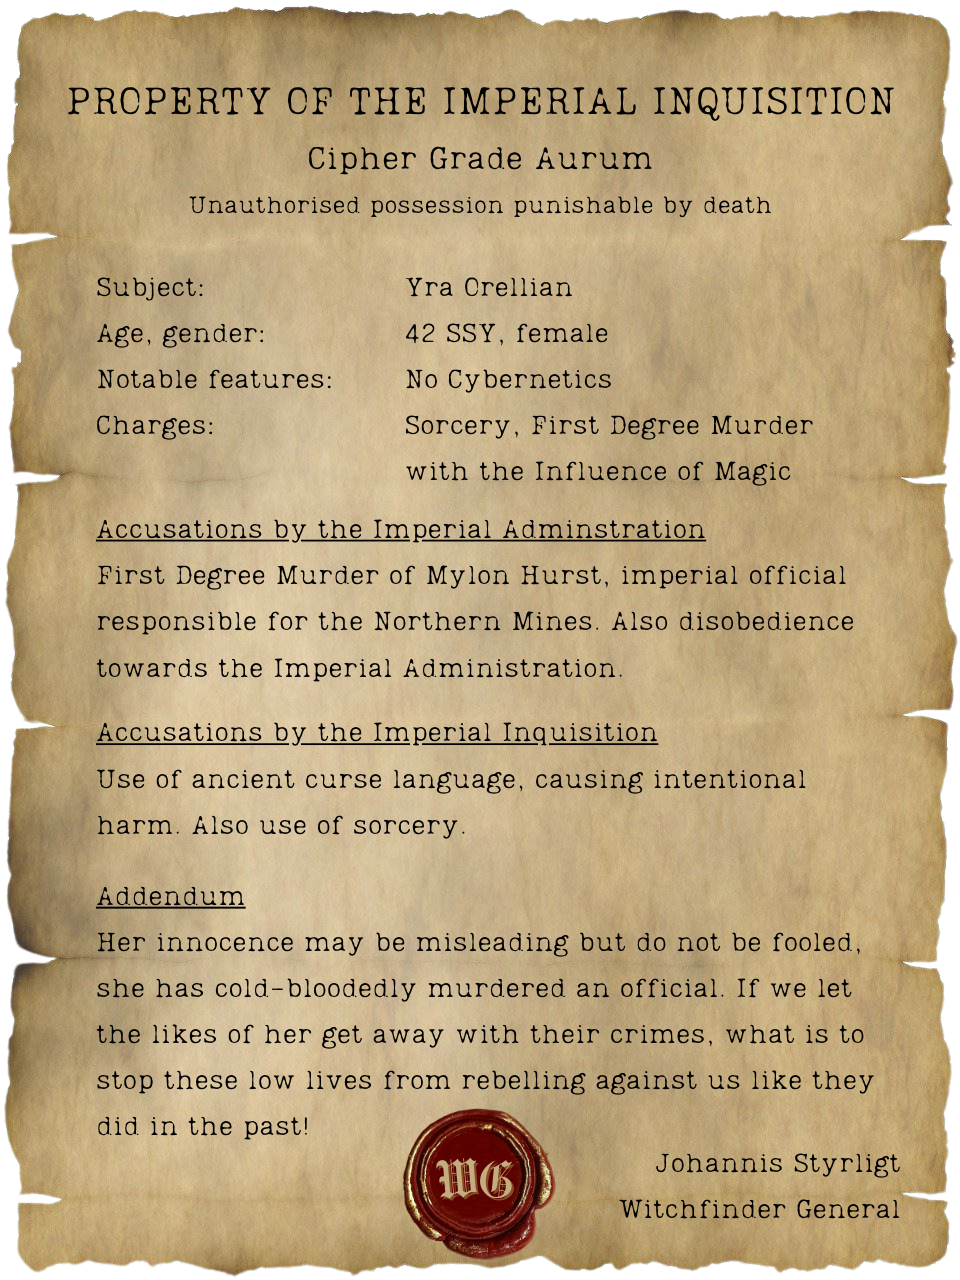 PROPERTY OF THE IMPERIAL INQUISITION
Cipher Grade Aurum
Unauthorised possession punishable by death
Subject: Yra Orellian
Age, gender: 42 SSY, female
Notable features: No Cybernetics
Charges: Sorcery, First Degree Murder
with the Influence of Magic
Accusations by the Imperial Adminstration
First Degree Murder of Mylon Hurst, imperial official
responsible for the Northern Mines. Also disobedience
towards the Imperial Administration.
Accusations by the Imperial Inquisition
Use of ancient curse language, causing intentional
harm. Also use of sorcery.
Addendum
Her innocence may be misleading but do not be fooled,
she has cold-bloodedly murdered an official. If we let
the likes of her get away with their crimes, what is to
stop these low lives from rebelling against us like they
did in the past!
Johannis Styrligt
WG
Witchfinder General